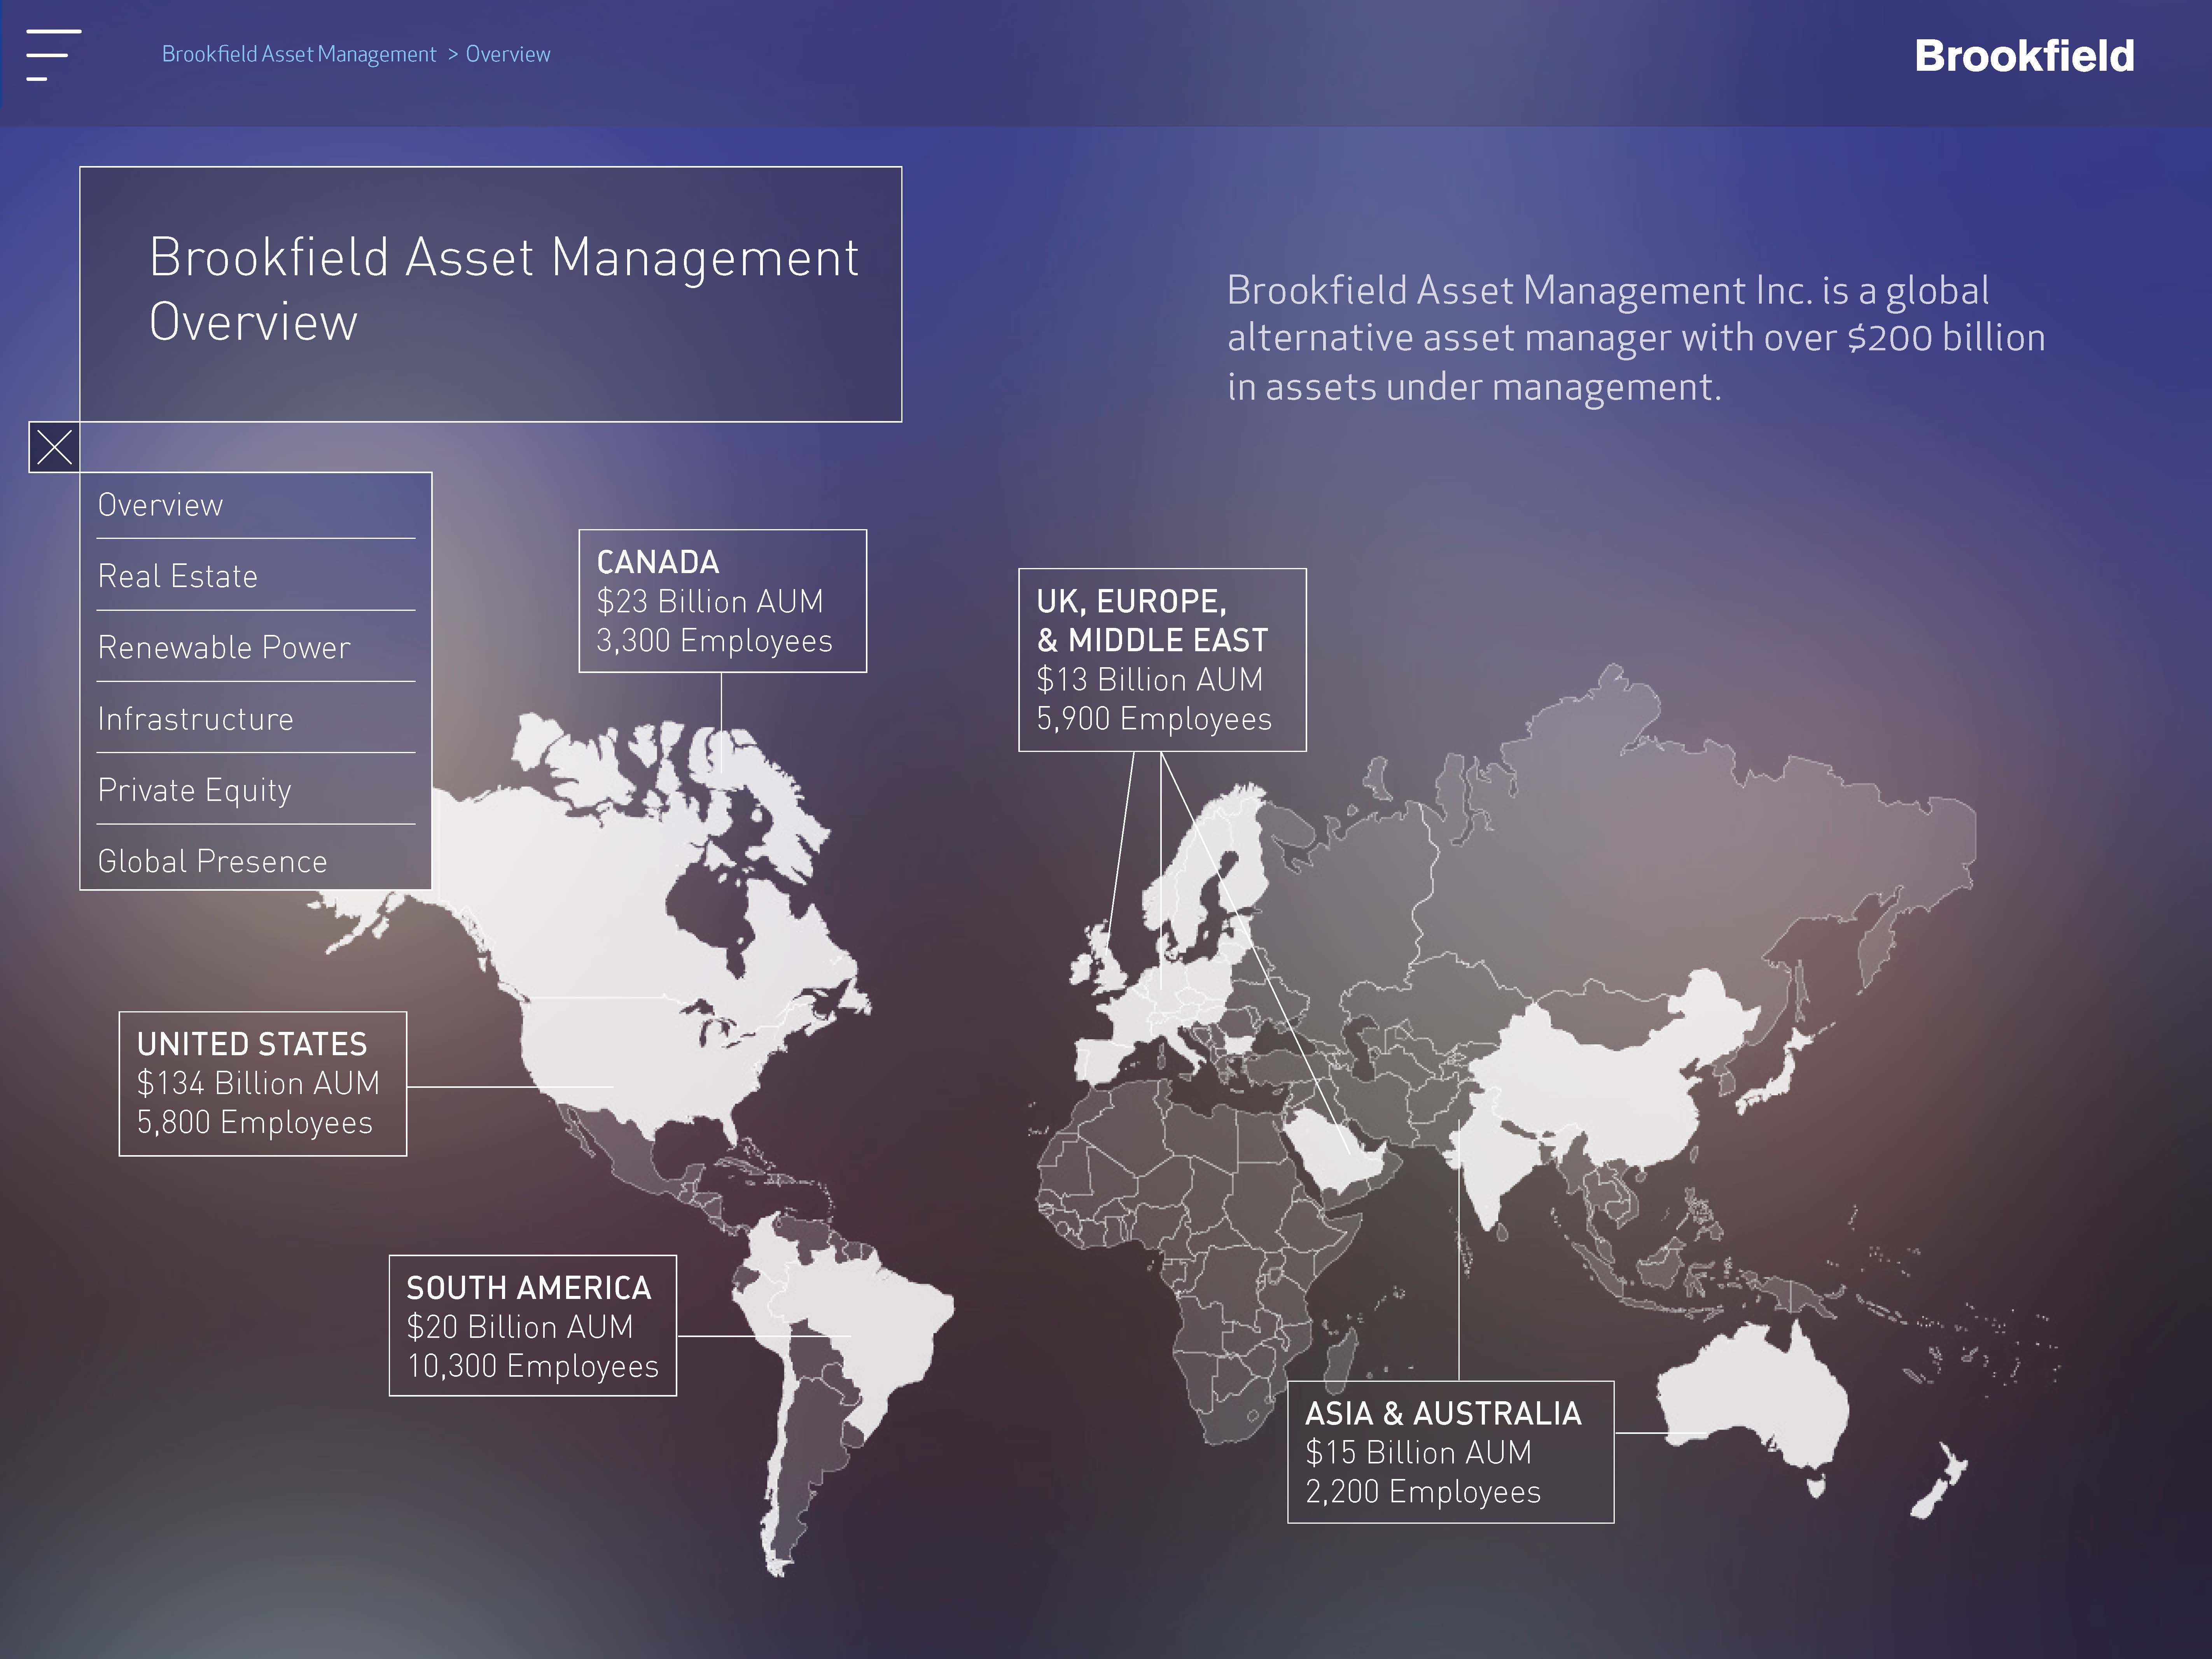 Brookfield Asset Management > Overview
Brookfield
Brookfield Asset Management
Overview
Brookfield Asset Management Inc. is a global
alternative asset manager with over $200 billion
in assets under management.
Overview
Real Estate
Renewable Power
Infrastructure
Private Equity
Global Presence
CANADA
$23 Billion AUM
3,300 Employees
UK, EUROPE,
& MIDDLE EAST
$13 Billion AUM
5,900 Employees
UNITED STATES
$134 Billion AUM
5,800 Employees
SOUTH AMERICA
$20 Billion AUM
10,300 Employees
ASIA & AUSTRALIA
$15 Billion AUM
2,200 Employees